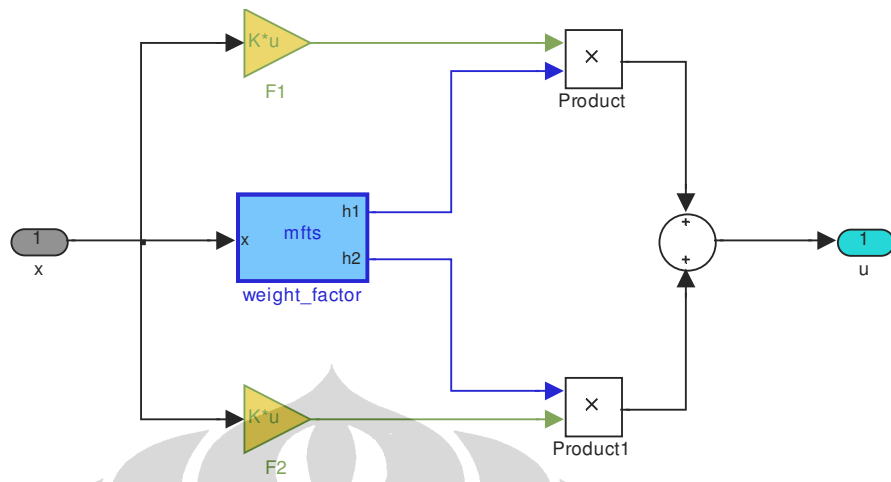 K*u
F1
×
Product
1
x
x
mfts
h1
h2
weight_factor
+
+
1
u
K*u
F2
×
Product1